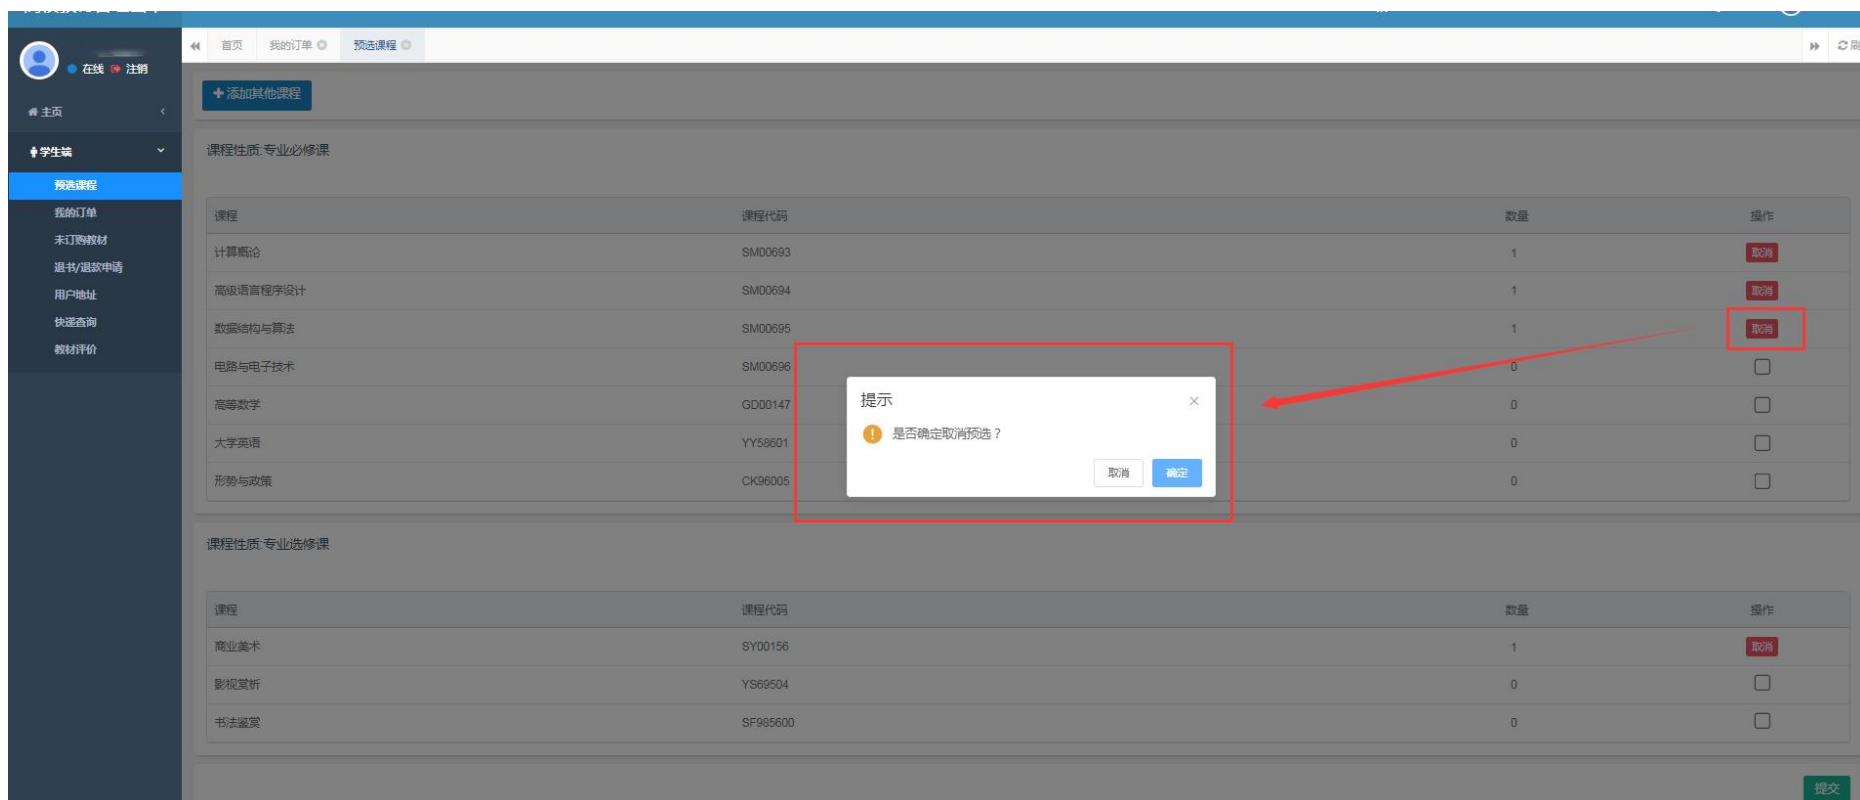 首页 我的订单 预选课程
在线 注销
添加其他课程
主页
学生端
预选课程
我的订单
未订购教材
退书/退款申请
用户地址
快递查询
教材评价
课程性质:专业必修课
课程 课程代码 数量 操作
计算概论 SM00693 1 取消
高级语言程序设计 SM00694 1 取消
数据结构与算法 SM00695 1 取消
电路与电子技术 SM00696 0
高等数学 GD00147 0
大学英语 YY58601 0
形势与政策 CK96005 0
提示
是否确定取消预选?
取消 确定
课程性质:专业选修课
课程 课程代码 数量 操作
商业美术 SY00156 1 取消
影视赏析 YS69504 0
书法鉴赏 SF985600 0
提交